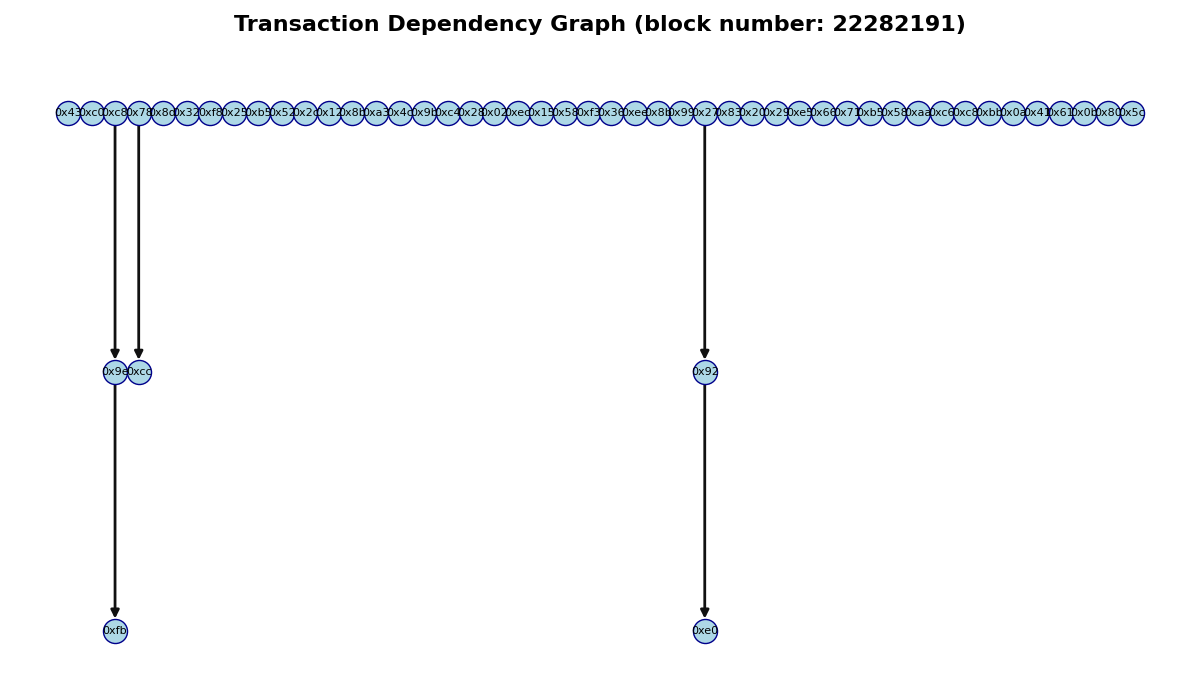 Transaction Dependency Graph (block number: 22282191)
0x43 0xc0 0xc8 0x78 0x8d 0x32 0xf8 0x25 0xb5 0x52 0x2c 0x12 0x8b 0xa3 0x4c 0x9b 0xc4 0x28 0x02 0xec 0x15 0x58 0xf3 0x36 0xee 0x8b 0x99 0x27 0x83 0x20 0x29 0xe5 0x66 0x71 0xb5 0x58 0xaa 0xc6 0xc8 0xbb 0x0a 0x41 0x61 0x0b 0x80 0x5c
0x9e 0xcc 0x92
0xfb 0xe0